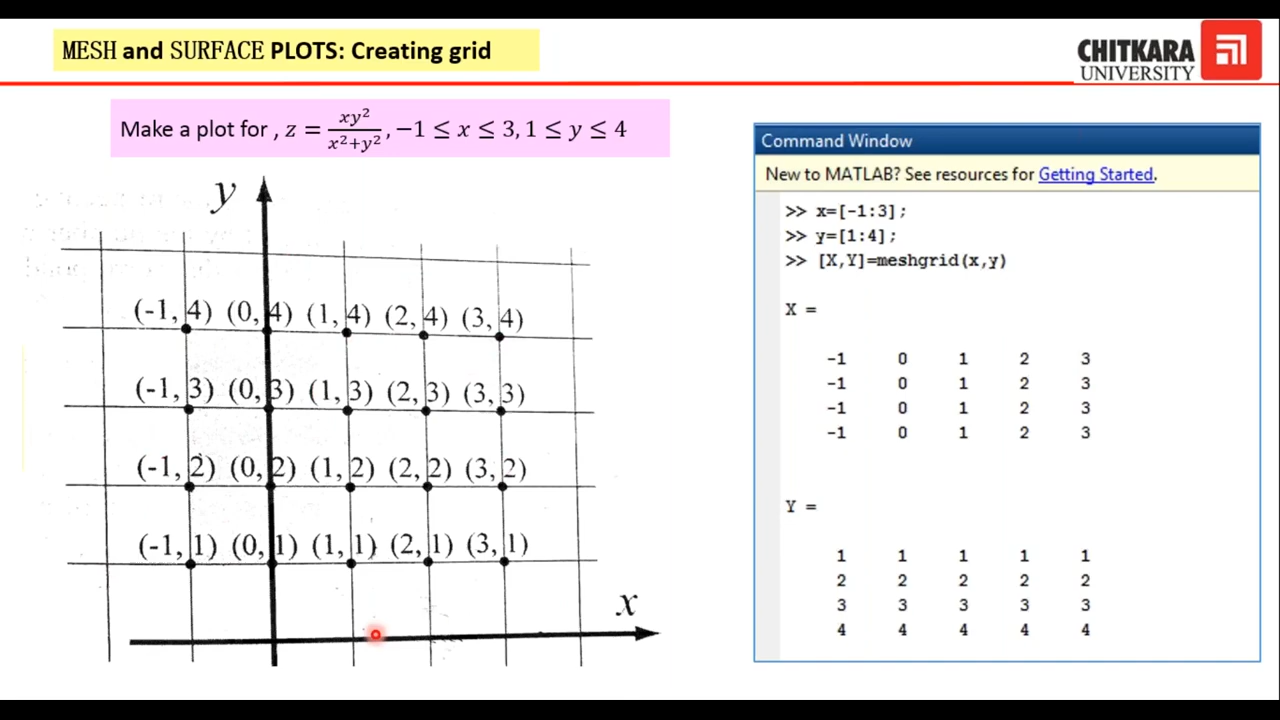 MESH and SURFACE PLOTS: Creating grid
CHITKARA
UNIVERSITY
Make a plot for , z = xy²/x²+y² , −1 ≤ x ≤ 3, 1 ≤ y ≤ 4
y
(-1, 4) (0, 4) (1, 4) (2, 4) (3, 4)
(-1, 3) (0, 3) (1, 3) (2, 3) (3, 3)
(-1, 2) (0, 2) (1, 2) (2, 2) (3, 2)
(-1, 1) (0, 1) (1, 1) (2, 1) (3, 1)
x
Command Window
New to MATLAB? See resources for Getting Started.
>> x=[-1:3];
>> y=[1:4];
>> [X,Y]=meshgrid(x,y)
X =
-1 0 1 2 3
-1 0 1 2 3
-1 0 1 2 3
-1 0 1 2 3
Y =
1 1 1 1 1
2 2 2 2 2
3 3 3 3 3
4 4 4 4 4